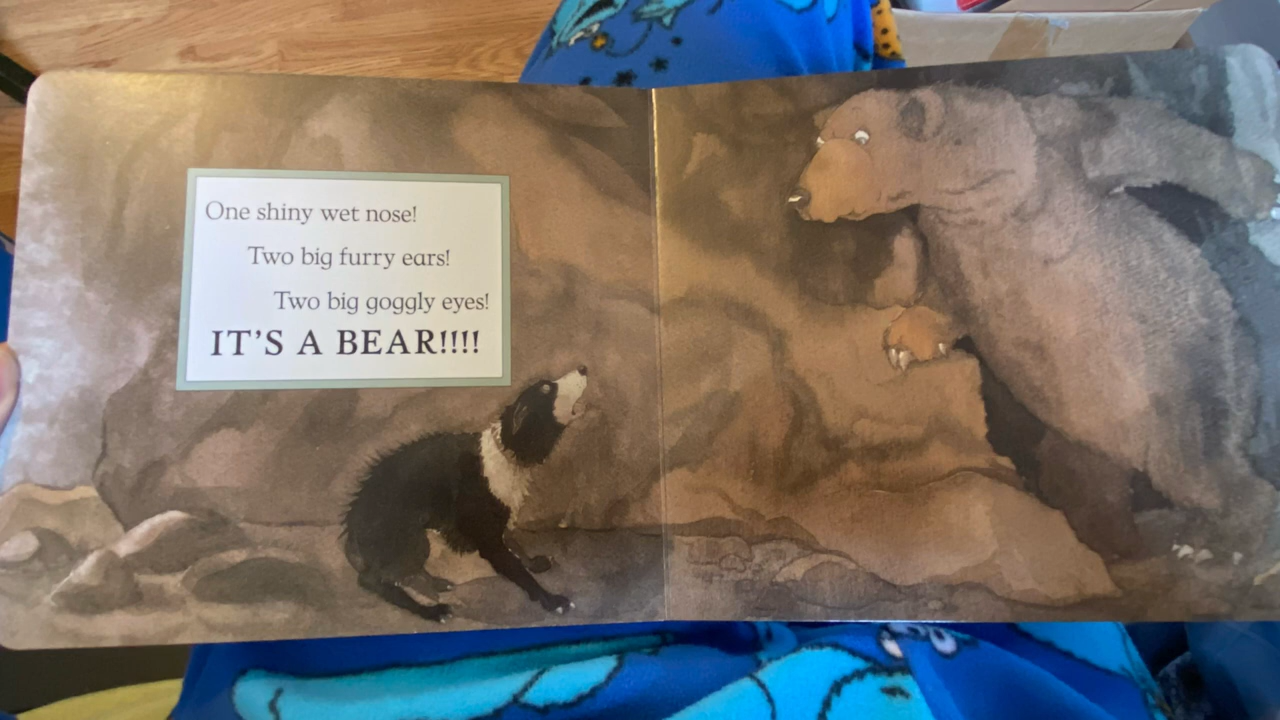 One shiny wet nose!
Two big furry ears!
Two big goggly eyes!
IT'S A BEAR!!!!